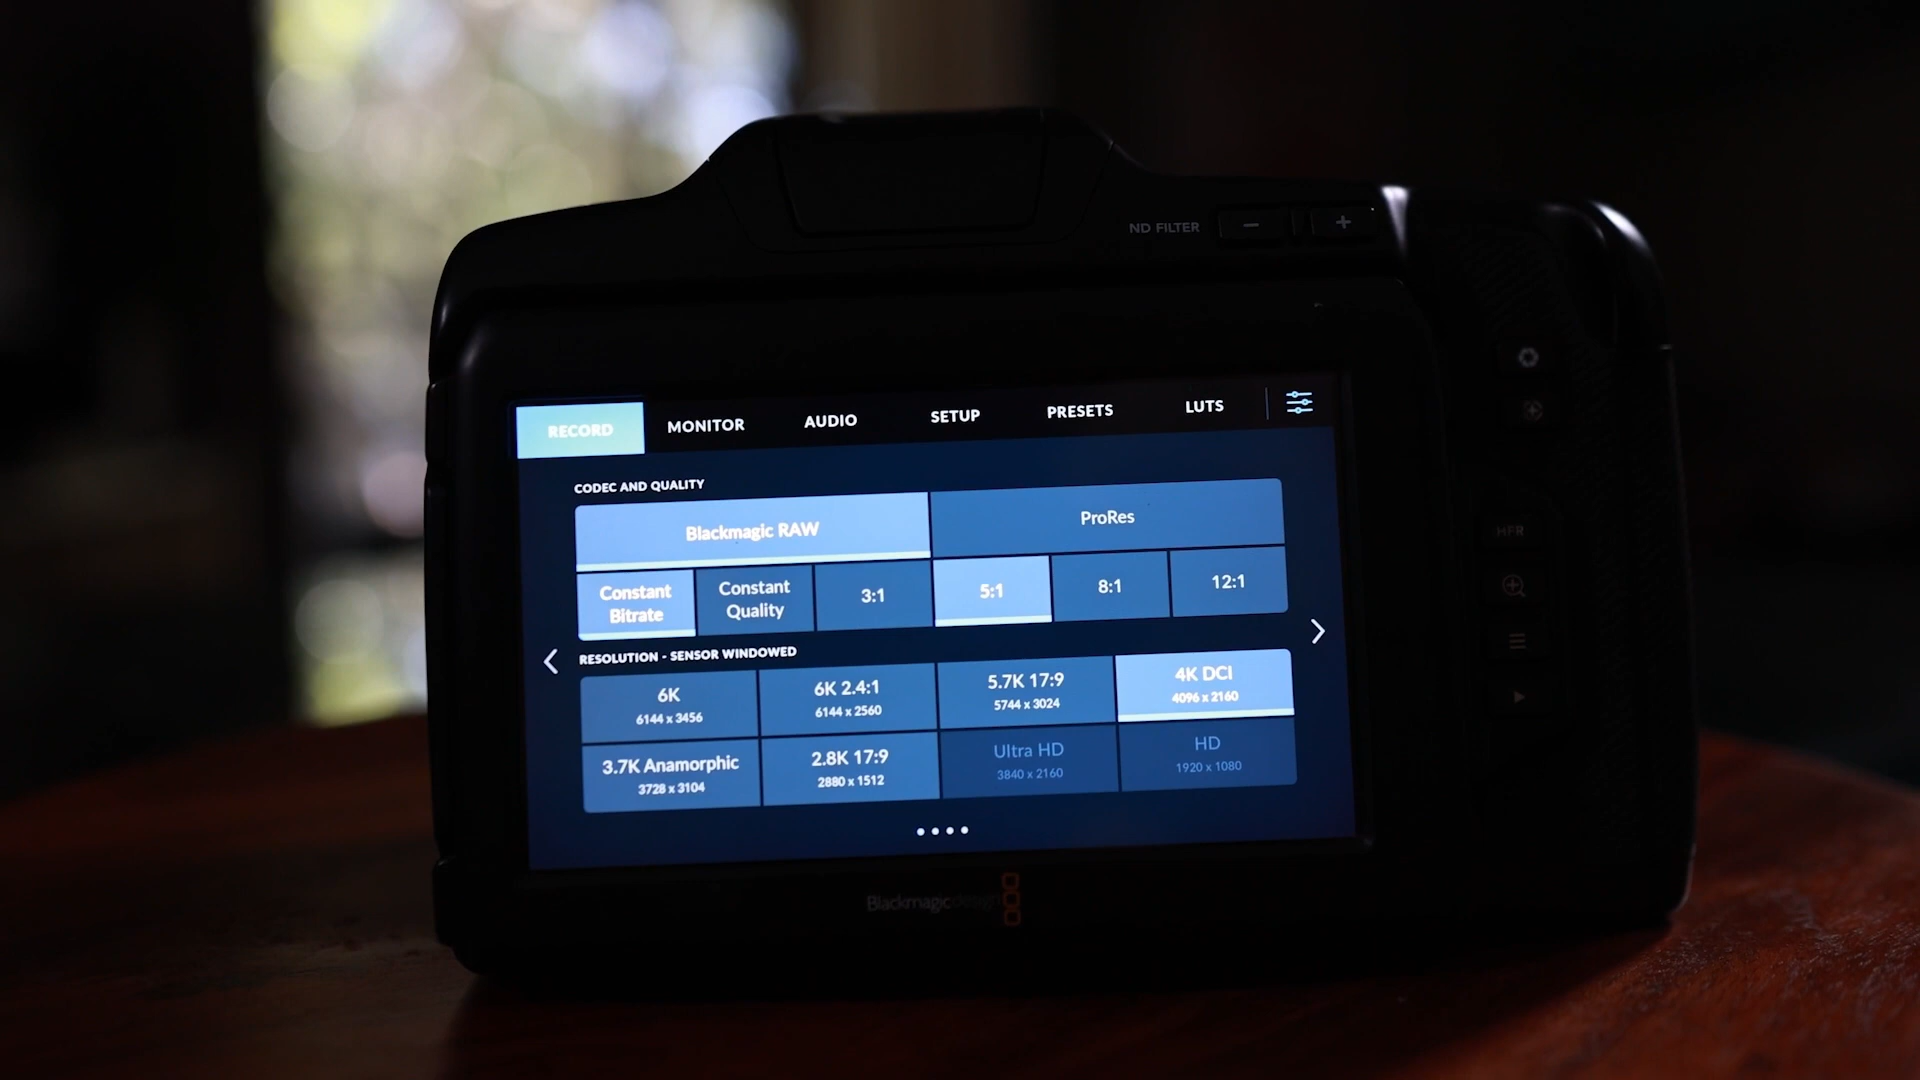 ND FILTER - +
RECORD MONITOR AUDIO SETUP PRESETS LUTS
CODEC AND QUALITY
Blackmagic RAW ProRes
Constant Bitrate Constant Quality 3:1 5:1 8:1 12:1
RESOLUTION - SENSOR WINDOWED
6K 6K 2.4:1 5.7K 17:9 4K DCI
6144 x 3456 6144 x 2560 5744 x 3024 4096 x 2160
3.7K Anamorphic 2.8K 17:9 Ultra HD HD
3728 x 3104 2880 x 1512 3840 x 2160 1920 x 1080
HFR
Blackmagicdesign